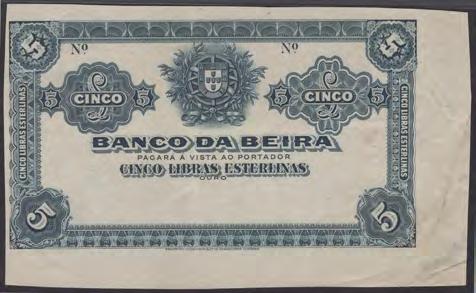 5 5
Nº Nº
5 CINCO 5 5 CINCO 5
BANCO DA BEIRA
PAGARÁ Á VISTA AO PORTADOR
CINCO LIBRAS ESTERLINAS
OURO
CINCO LIBRAS ESTERLINAS
CINCO LIBRAS ESTERLINAS
5 5